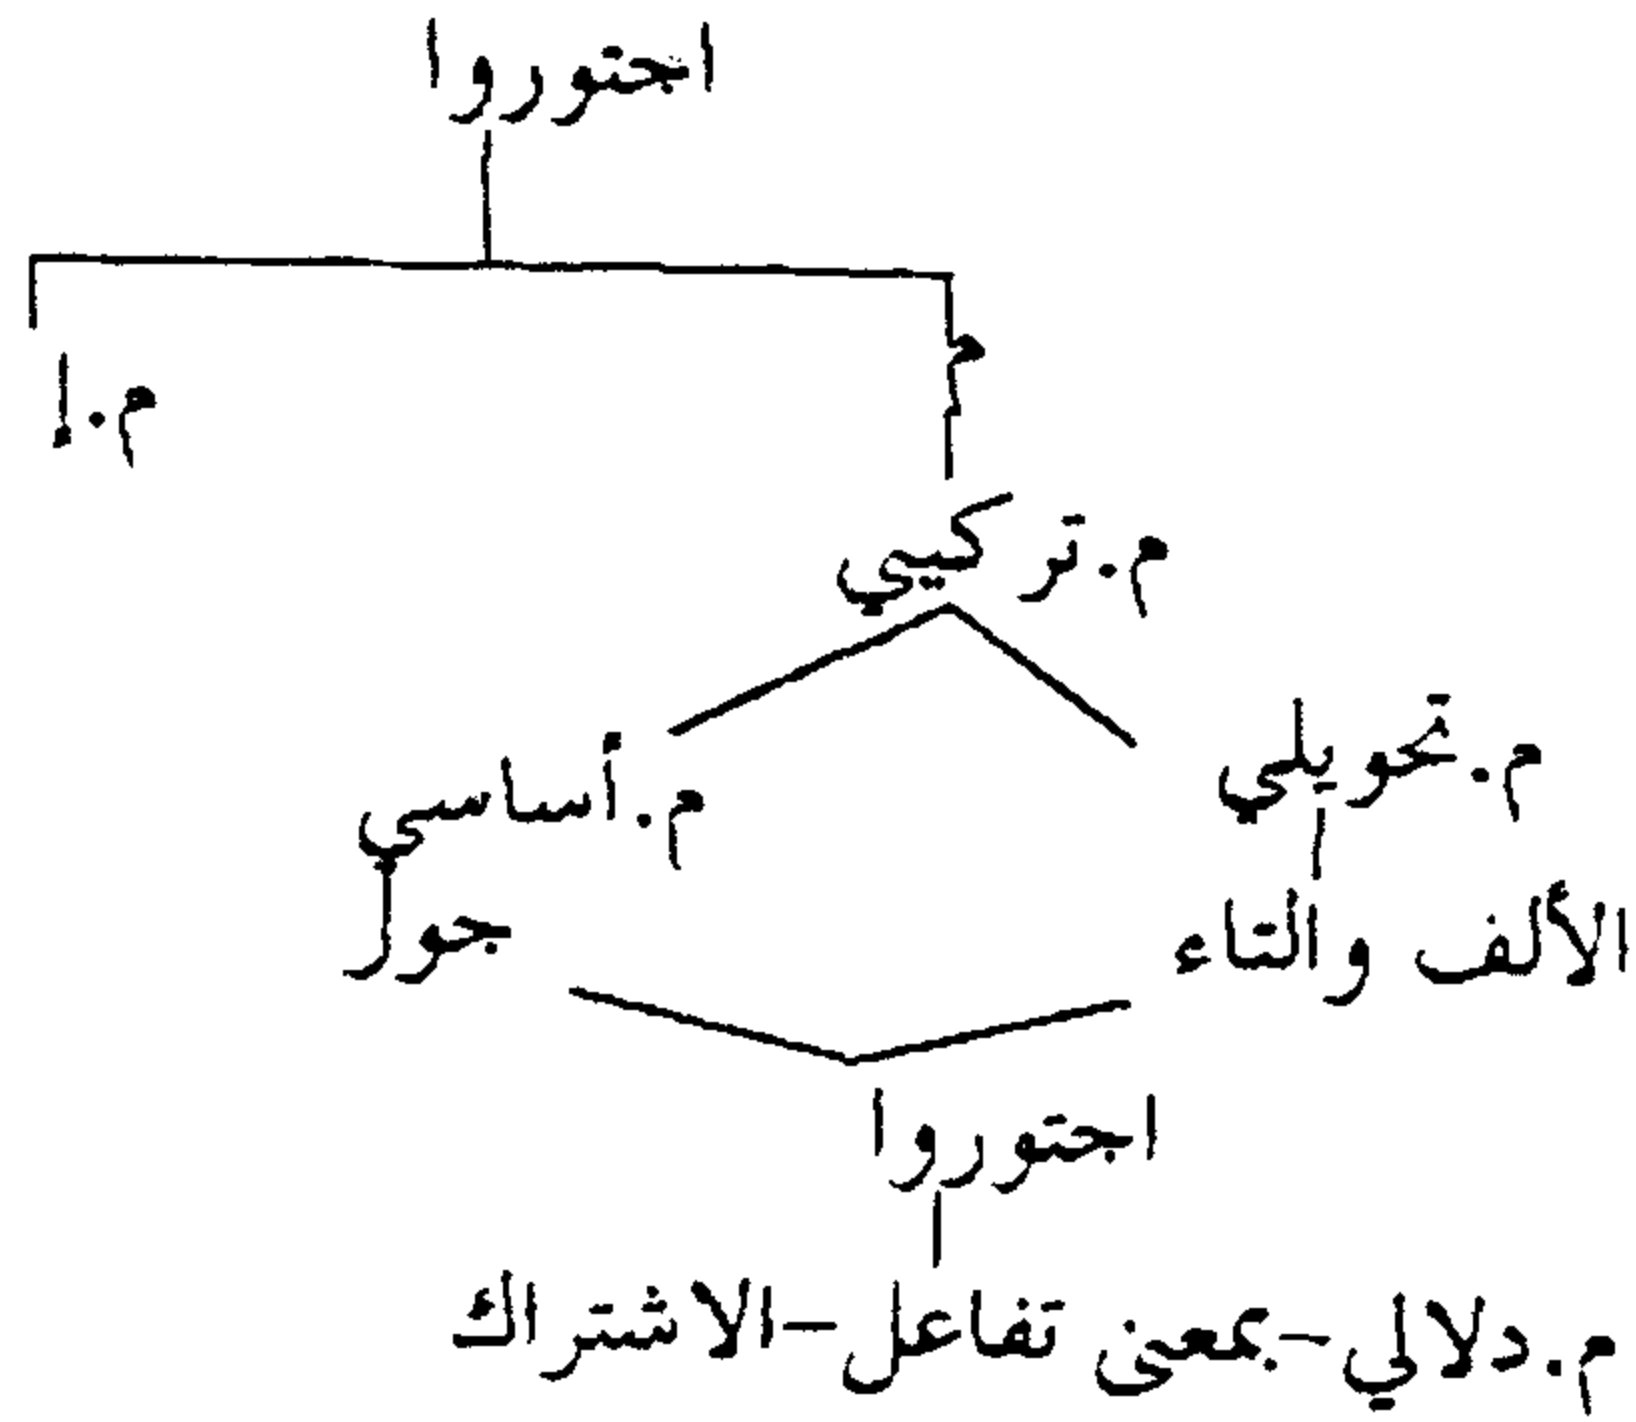 اجتوروا
م
م.إ
م.تركيبي
م.تحويلي
م.أساسي
الألف والتاء
جور
اجتوروا
م.دلالي-بمعنى تفاعل-الاشتراك